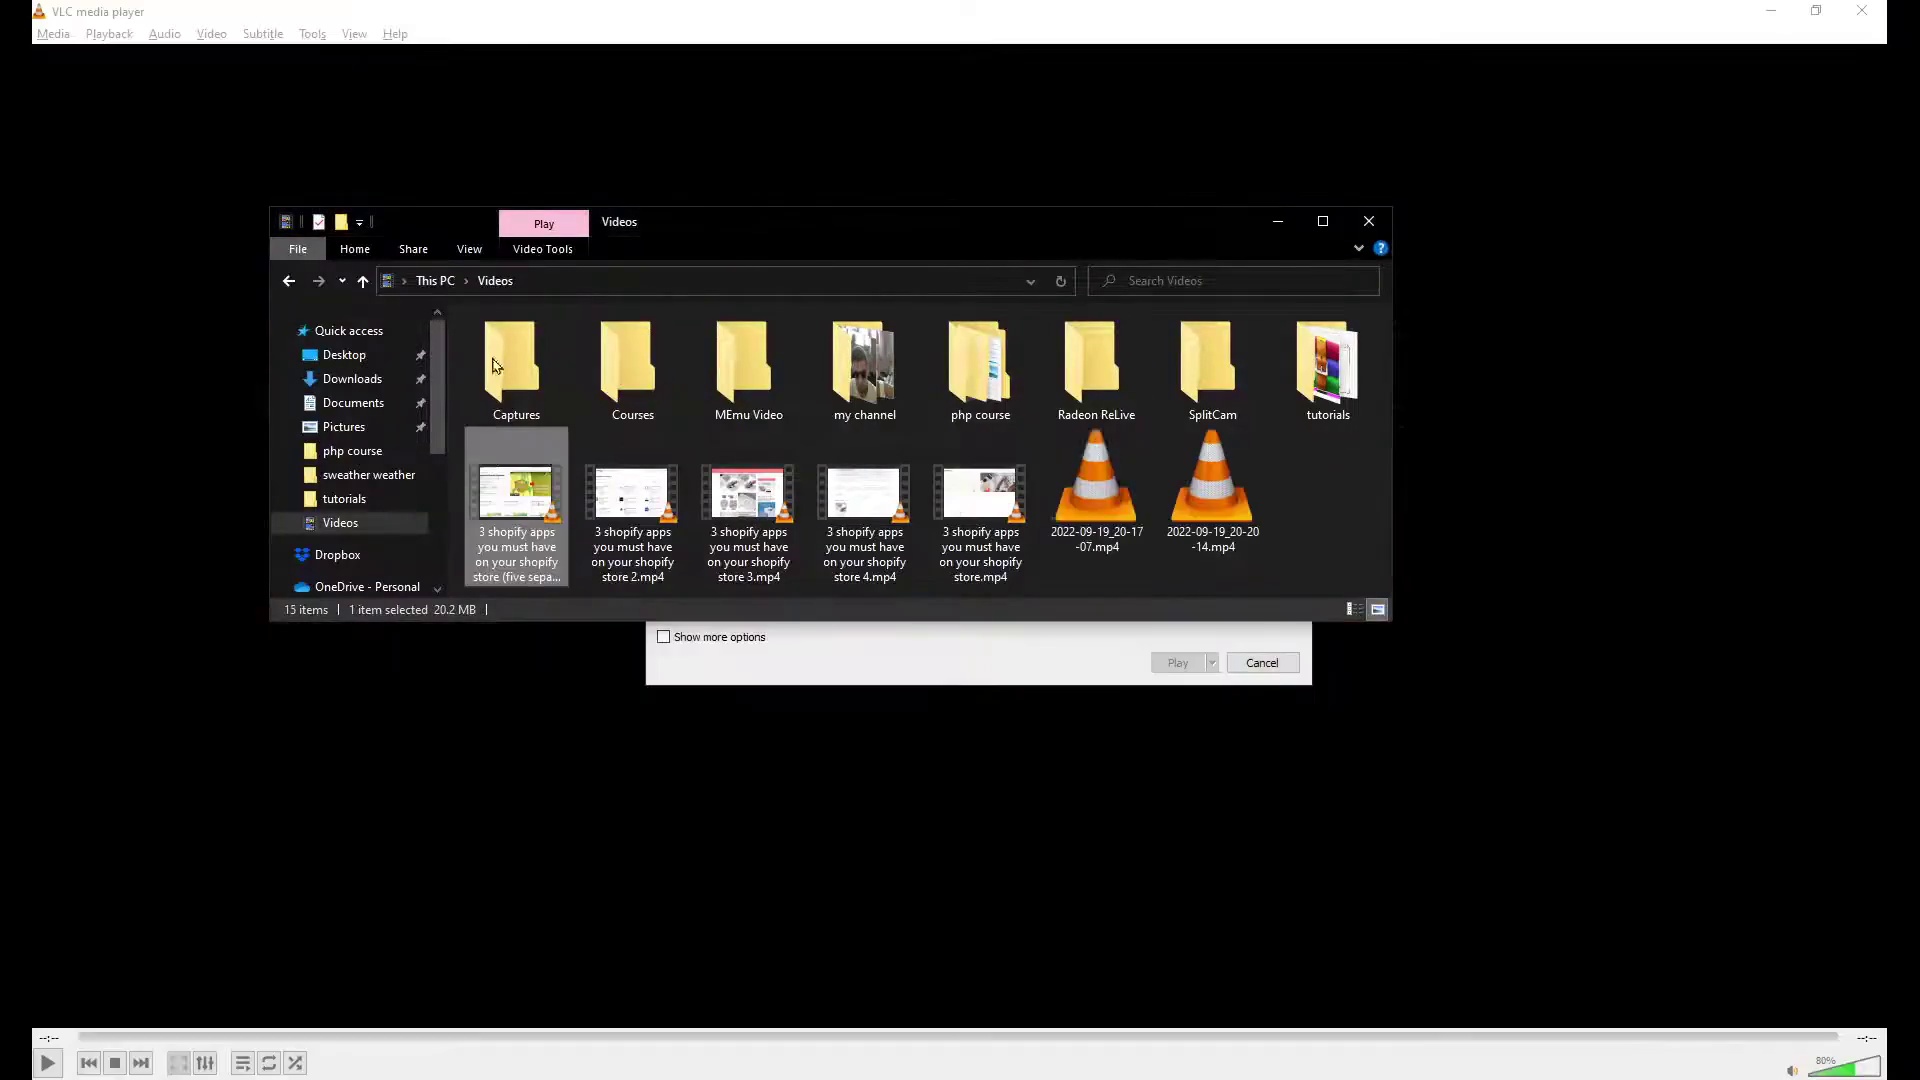 VLC media player
Media Playback Audio Video Subtitle Tools View Help
Play Videos
File Home Share View Video Tools
This PC Videos
Search Videos
Quick access
Desktop
Downloads
Documents
Pictures
php course
sweather weather
tutorials
Videos
Dropbox
OneDrive - Personal
Captures
Courses
MEmu Video
my channel
php course
Radeon ReLive
SplitCam
tutorials
3 shopify apps
you must have
on your shopify
store (five sepa...
3 shopify apps
you must have
on your shopify
store 2.mp4
3 shopify apps
you must have
on your shopify
store 3.mp4
3 shopify apps
you must have
on your shopify
store 4.mp4
3 shopify apps
you must have
on your shopify
store.mp4
2022-09-19_20-17
-07.mp4
2022-09-19_20-20
-14.mp4
15 items 1 item selected 20.2 MB
Show more options
Play Cancel
--:-- --:--
80%